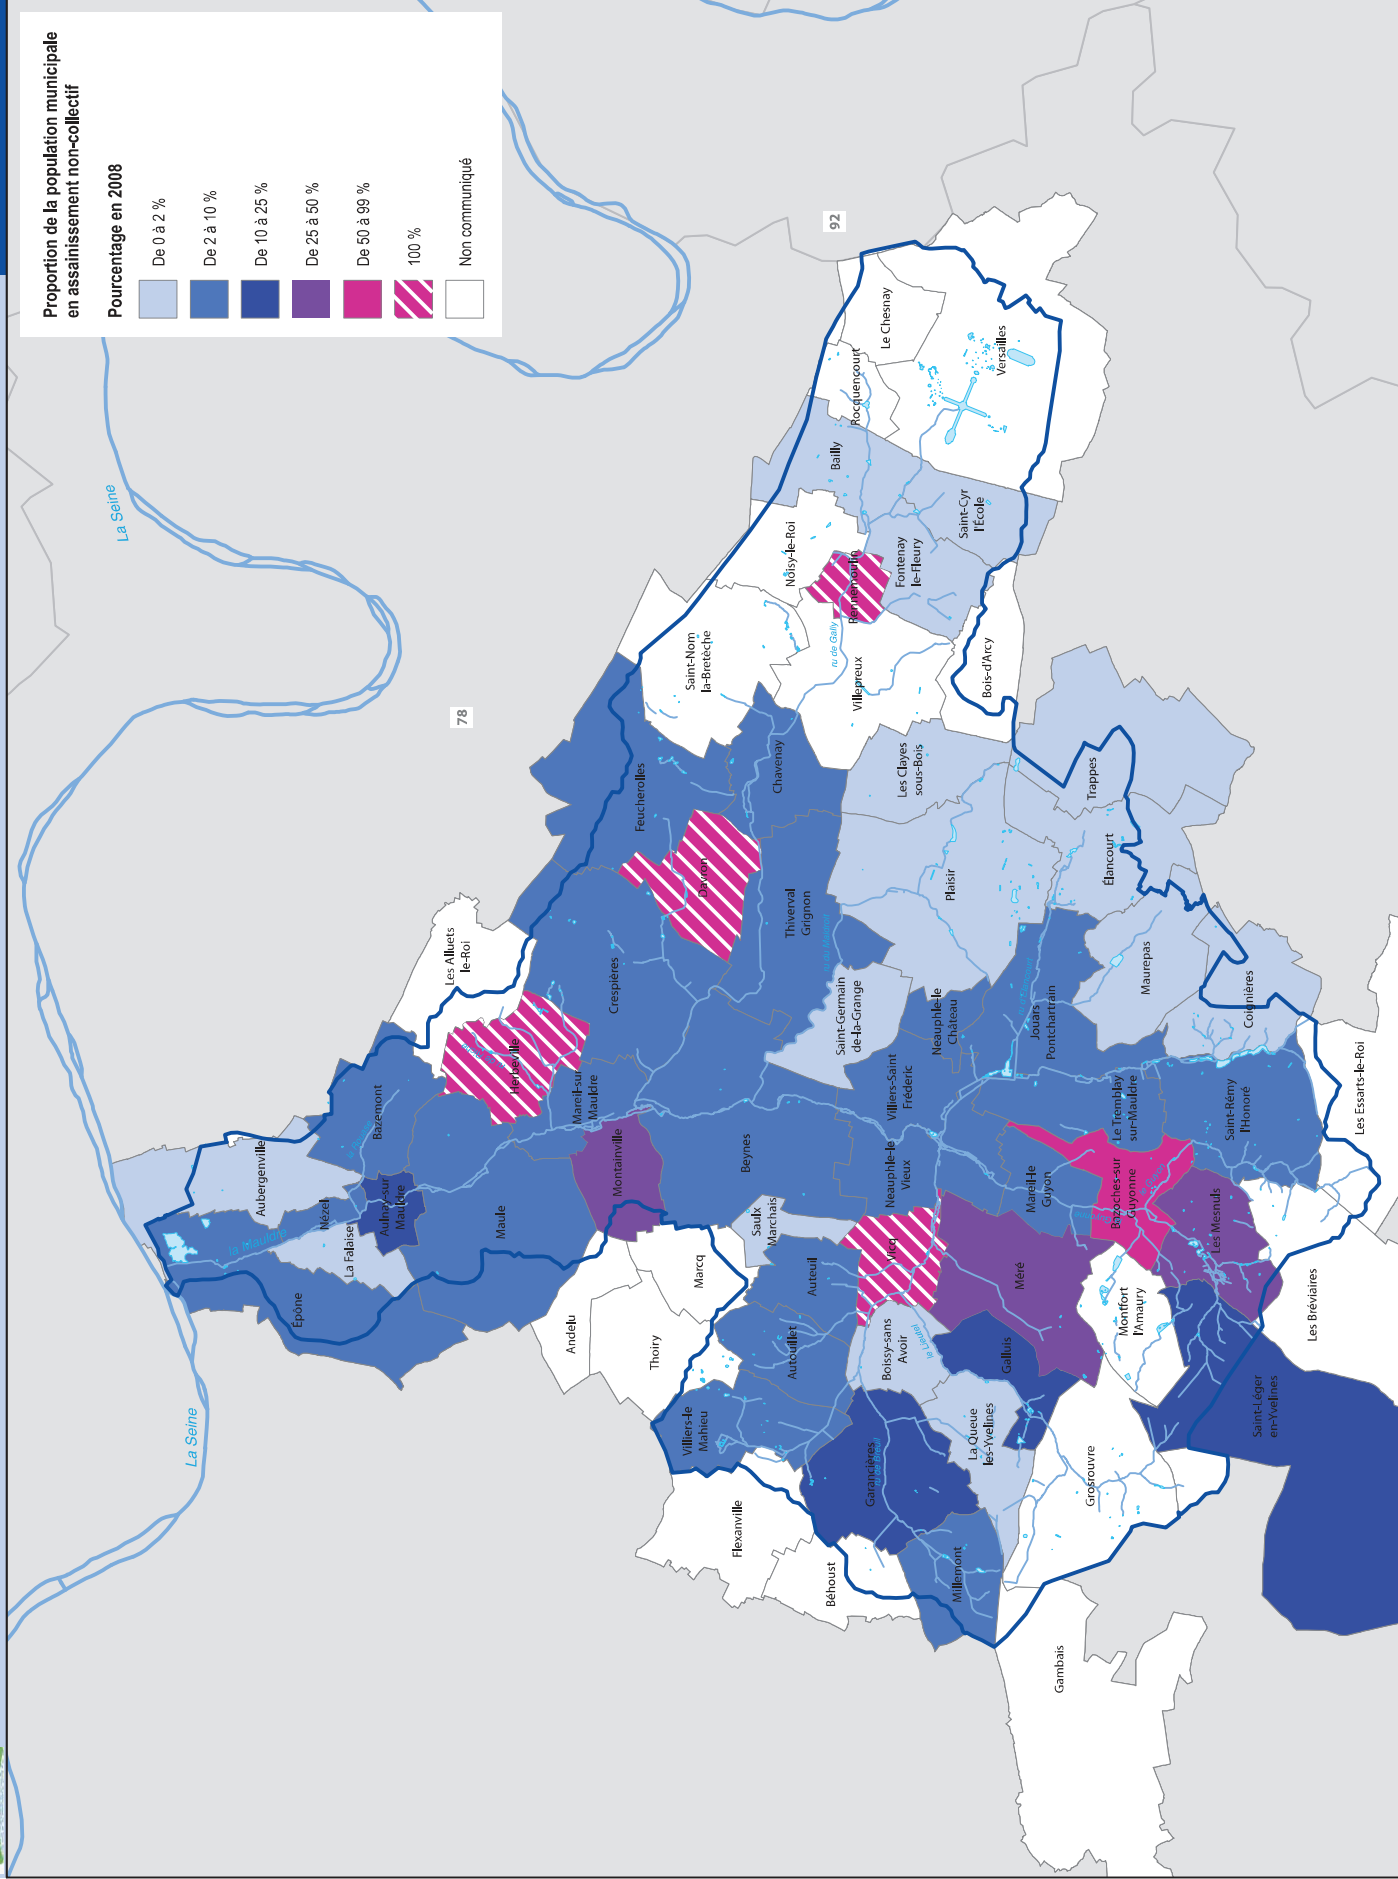 Proportion de la population municipale
en assainissement non-collectif
Pourcentage en 2008
De 0 à 2 %
De 2 à 10 %
De 10 à 25 %
De 25 à 50 %
De 50 à 99 %
100 %
Non communiqué
La Seine
La Seine
78
92
la Mauldre
ru de Gally
le Lieutel
Le Chesnay
Versailles
Rocquencourt
Bailly
Saint-Cyr
l'École
Noisy-le-Roi
Fontenay
le-Fleury
Rennemoulin
Saint-Nom
la-Bretèche
Villepreux
Bois-d'Arcy
Feucherolles
Chavenay
Les Clayes
sous-Bois
Trappes
Davron
Thiverval
Grignon
Plaisir
Élancourt
Les Alluets
le-Roi
Crespières
Saint-Germain
de-la-Grange
Neauphle-le
Château
Jouars
Pontchartrain
Maurepas
Coignières
Herbeville
Bazemont
Mareil-sur
Mauldre
Villiers-Saint
Fréderic
Le Tremblay
sur-Mauldre
Saint-Rémy
l'Honoré
Les Essarts-le-Roi
Aubergenville
Nézel
Aulnay-sur
Mauldre
La Falaise
Maule
Montainville
Beynes
Neauphle-le
Vieux
Mareil-le
Guyon
Bazoches-sur
Guyonne
Les Mesnuls
Saulx
Marchais
Vicq
Méré
Marcq
Auteuil
Épône
Andelu
Thoiry
Autouillet
Boissy-sans
Avoir
Galluis
Montfort
l'Amaury
Les Bréviaires
Villiers-le
Mahieu
Garancières
La Queue
les-Yvelines
Grosrouvre
Saint-Léger
en-Yvelines
Flexanville
Béhoust
Millemont
Gambais